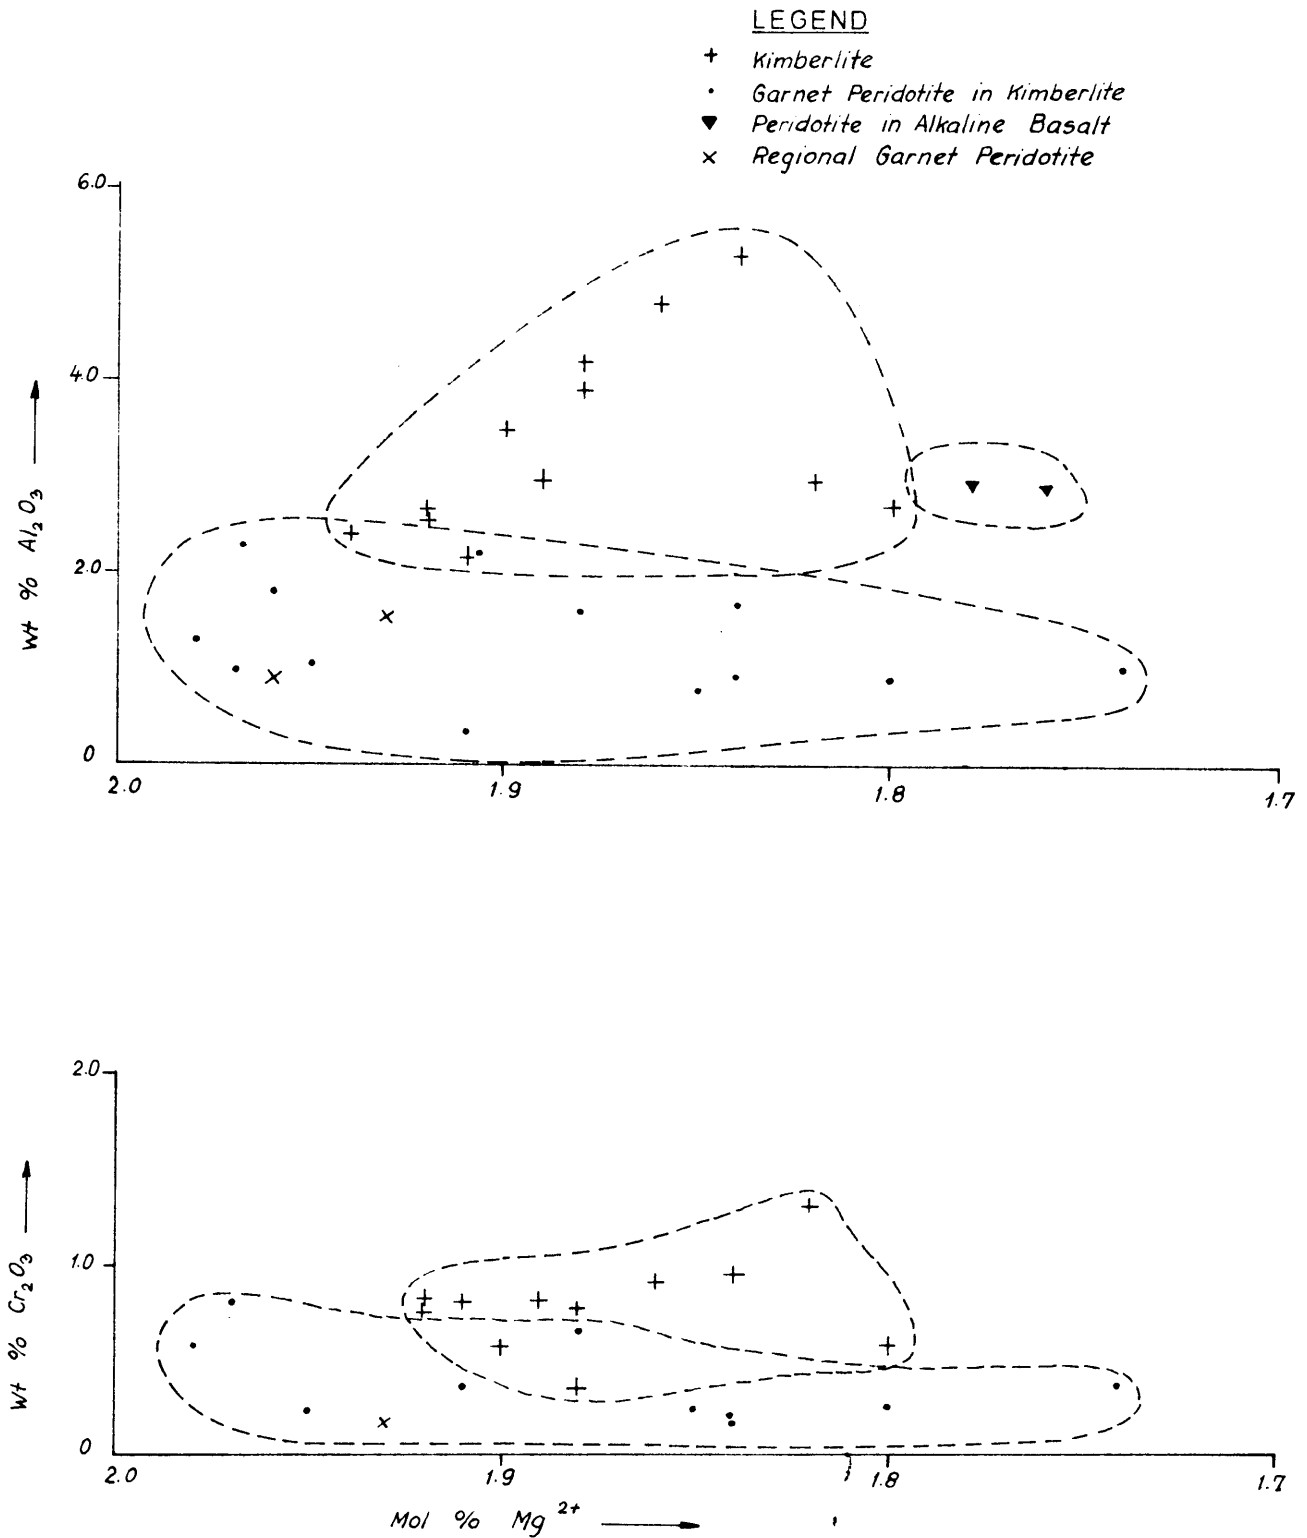 LEGEND
+ Kimberlite
• Garnet Peridotite in Kimberlite
▼ Peridotite in Alkaline Basalt
× Regional Garnet Peridotite
6.0
4.0
2.0
0
Wt % Al₂O₃
2.0 1.9 1.8 1.7
2.0
1.0
0
Wt % Cr₂O₃
2.0 1.9 1.8 1.7
Mol % Mg²⁺